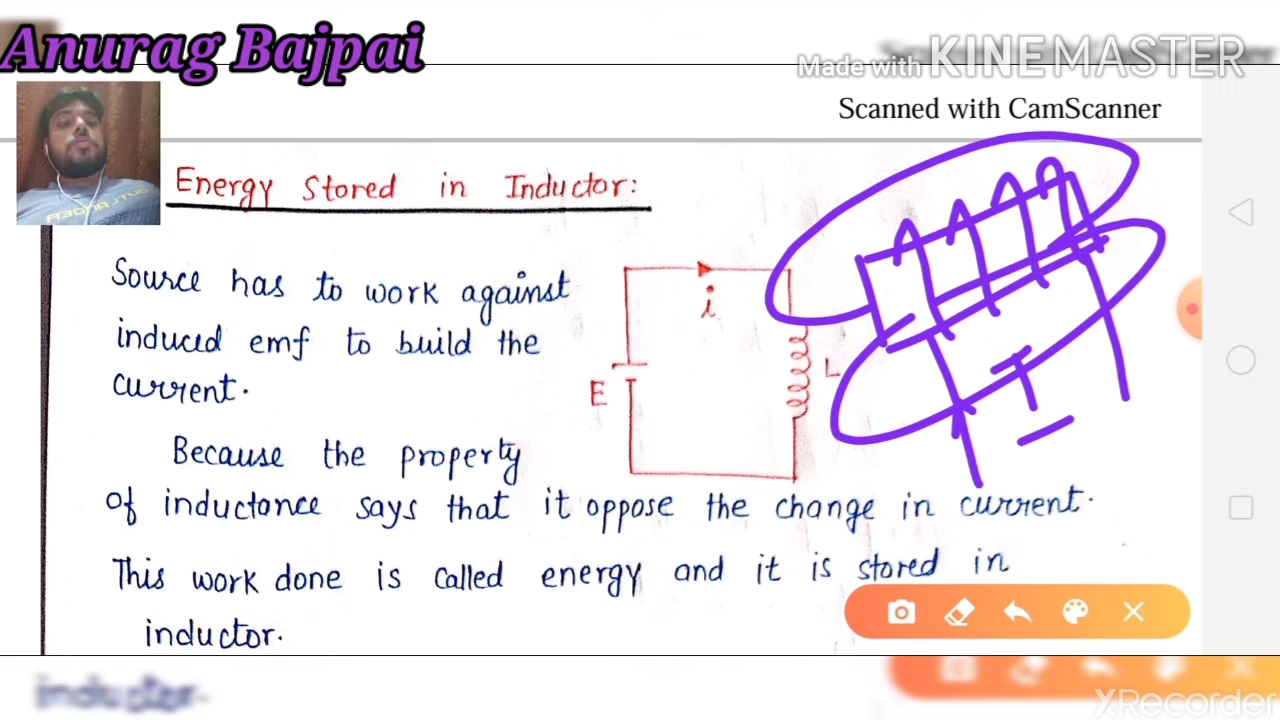 Anurag Bajpai
Made with KINEMASTER
Scanned with CamScanner
Energy Stored in Inductor:
Source has to work against
induced emf to build the
current.
i
E
L
Because the property
of inductance says that it oppose the change in current.
This work done is called energy and it is stored in
inductor.
inductor.
XRecorder